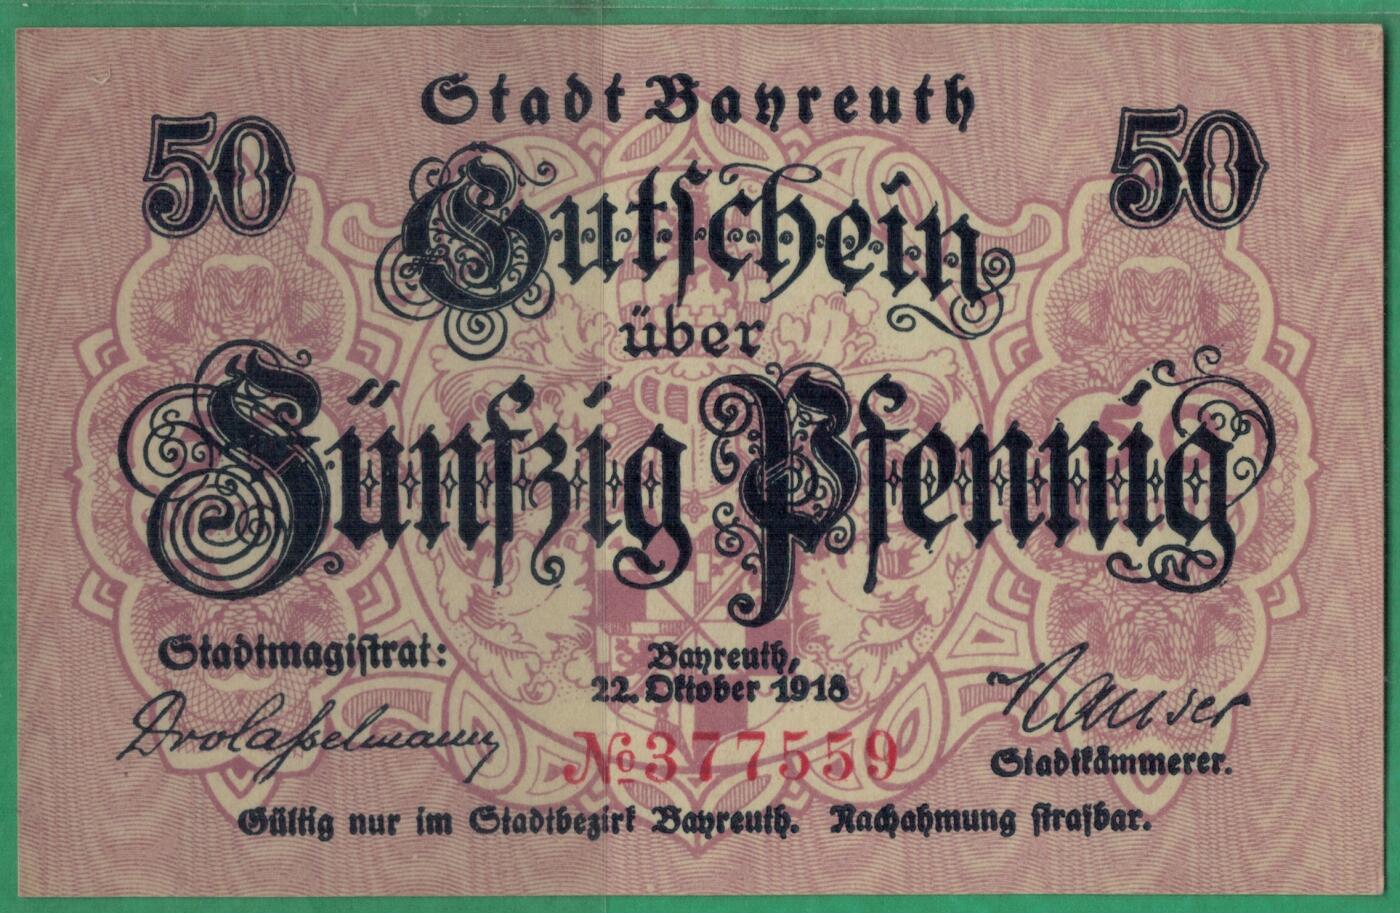 Stadt Bayreuth
50 50
Gutschein
über
Fünfzig Pfennig
Stadtmagistrat:
Bayreuth,
22. Oktober 1918
Nº 377559
Stadtkämmerer.
Gültig nur im Stadtbezirk Bayreuth. Nachahmung strafbar.